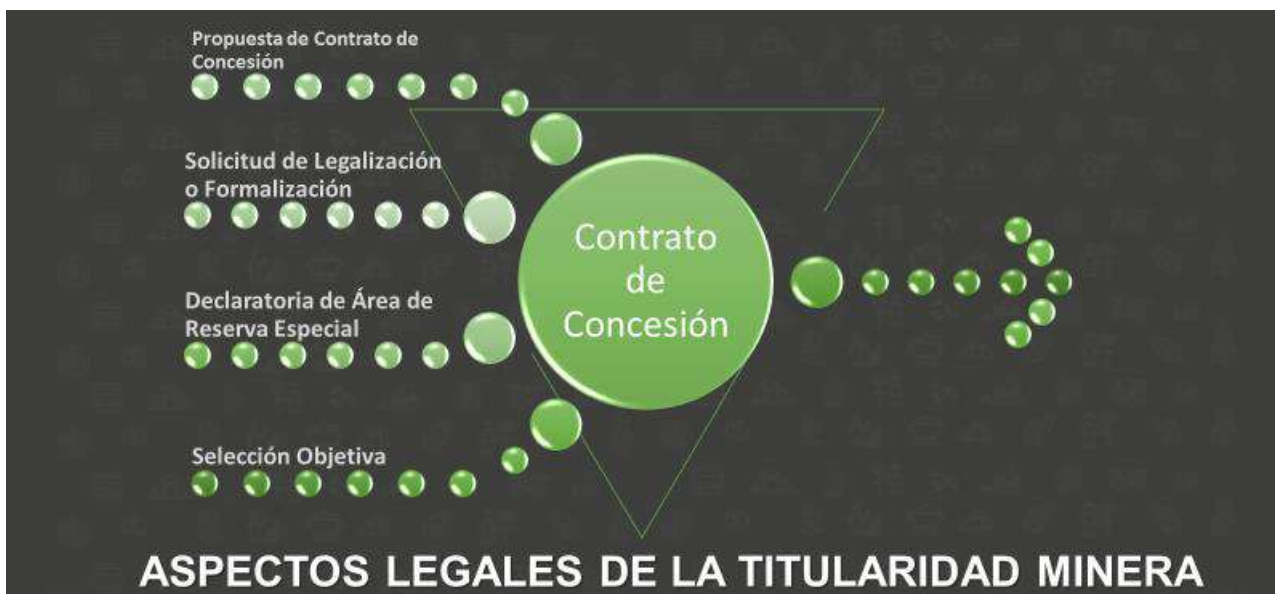 Propuesta de Contrato de
Concesión
Solicitud de Legalización
o Formalización
Declaratoria de Área de
Reserva Especial
Selección Objetiva
Contrato
de
Concesión
ASPECTOS LEGALES DE LA TITULARIDAD MINERA